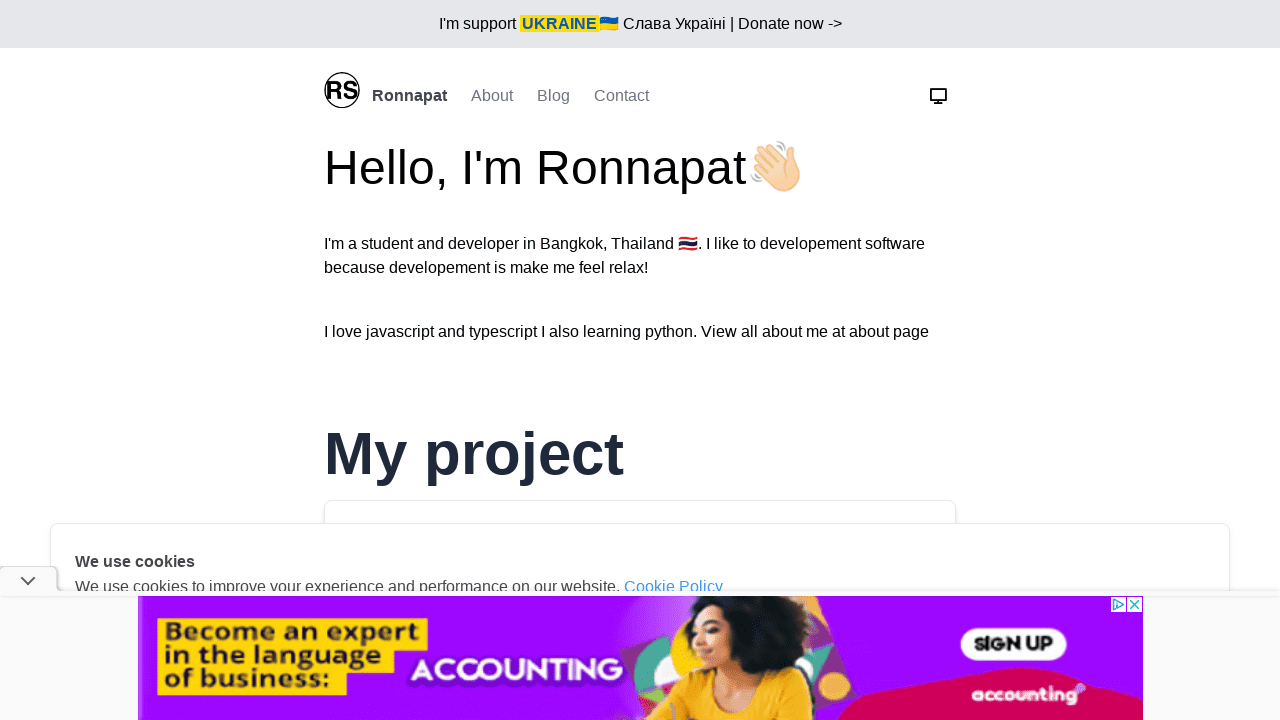 I'm support UKRAINE🇺🇦 Слава Україні | Donate now ->
RS Ronnapat About Blog Contact
Hello, I'm Ronnapat👋🏻
I'm a student and developer in Bangkok, Thailand 🇹🇭. I like to developement software
because developement is make me feel relax!
I love javascript and typescript I also learning python. View all about me at about page
My project
We use cookies
We use cookies to improve your experience and performance on our website. Cookie Policy
Become an expert
in the language
of business:
ACCOUNTING
SIGN UP
accounting